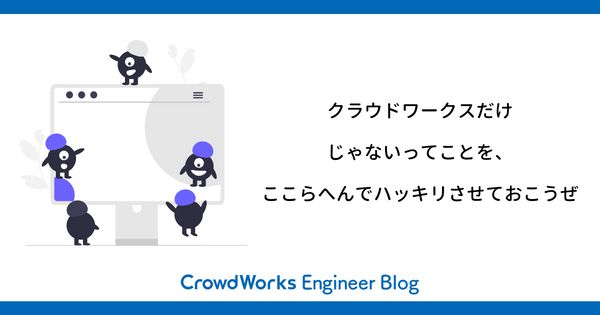 クラウドワークスだけ
じゃないってことを、
ここらへんでハッキリさせておこうぜ
CrowdWorks Engineer Blog